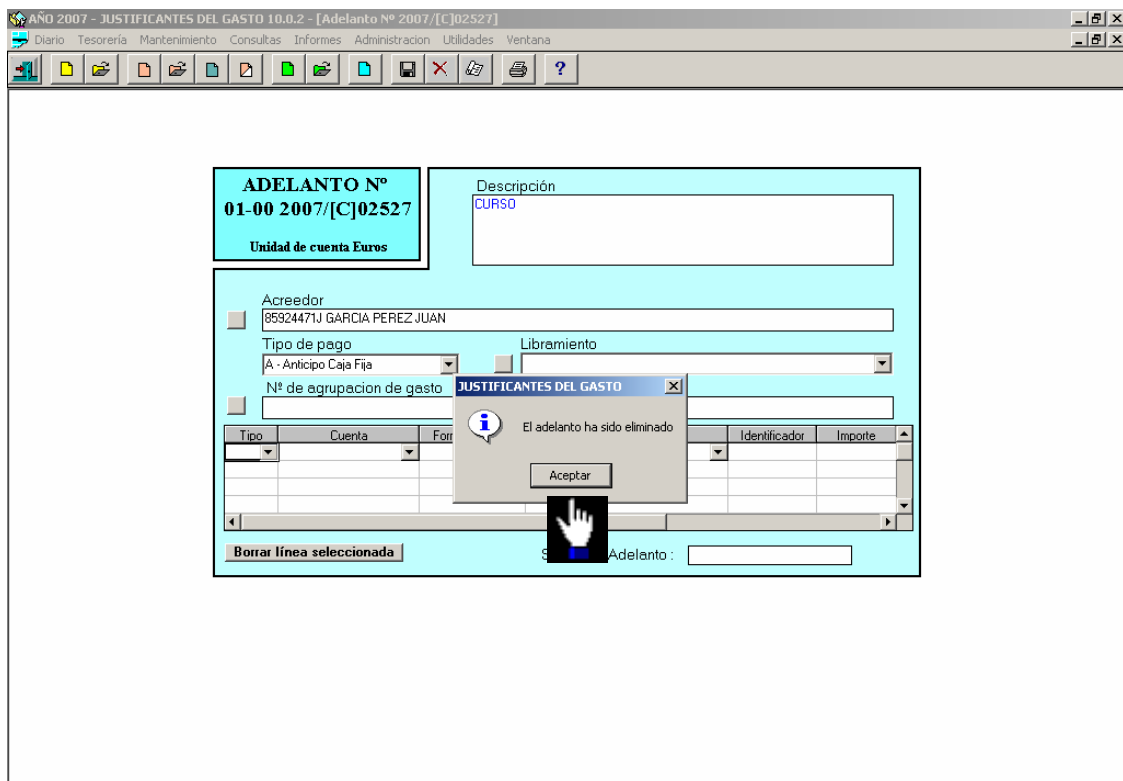 AÑO 2007 - JUSTIFICANTES DEL GASTO 10.0.2 - [Adelanto Nº 2007/[C]02527]
Diario Tesorería Mantenimiento Consultas Informes Administracion Utilidades Ventana
?
ADELANTO Nº
01-00 2007/[C]02527
Unidad de cuenta Euros
Descripción
CURSO
Acreedor
85924471J GARCIA PEREZ JUAN
Tipo de pago Libramiento
A - Anticipo Caja Fija
Nº de agrupacion de gasto
JUSTIFICANTES DEL GASTO
El adelanto ha sido eliminado
Aceptar
Tipo Cuenta Identificador Importe
Borrar línea seleccionada
Adelanto :